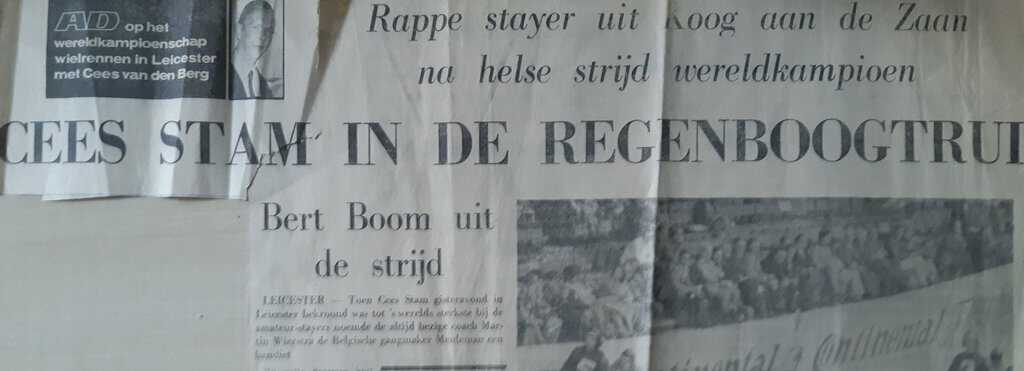 AD op het
wereldkampioenschap
wielrennen in Leicester
met Cees van den Berg
Rappe stayer uit Koog aan de Zaan
na helse strijd wereldkampioen
CEES STAM IN DE REGENBOOGTRUI
Bert Boom uit
de strijd
LEICESTER — Toen Cees Stam gisteravond in
Leicester bekroond was tot 's werelds sterkste bij de
amateur-stayers noemde de altijd bezige coach Mar-
tin Wierstra de Belgische gangmaker Meuleman een
bandiet
Continental